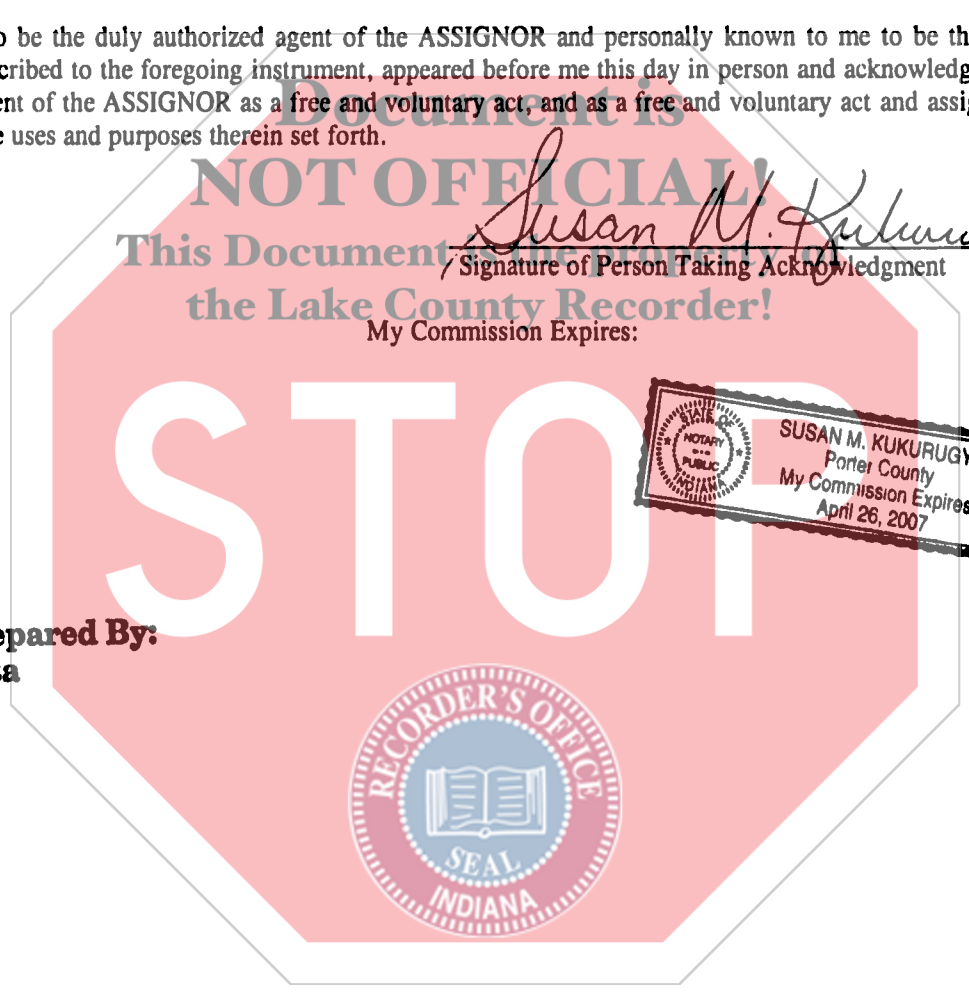 o be the duly authorized agent of the ASSIGNOR and personally known to me to be th
cribed to the foregoing instrument, appeared before me this day in person and acknowledg
ent of the ASSIGNOR as a free and voluntary act, and as a free and voluntary act and assig
e uses and purposes therein set forth.
Document is
NOT OFFICIAL!
This Document is the property of
the Lake County Recorder!
Susan M. Kukuru
Signature of Person Taking Acknowledgment
My Commission Expires:
STOP
STATE OF
NOTARY
PUBLIC
INDIANA
SUSAN M. KUKURUGY
Porter County
My Commission Expires
April 26, 2007
epared By:
sa
RECORDER'S OFFICE
SEAL
INDIANA